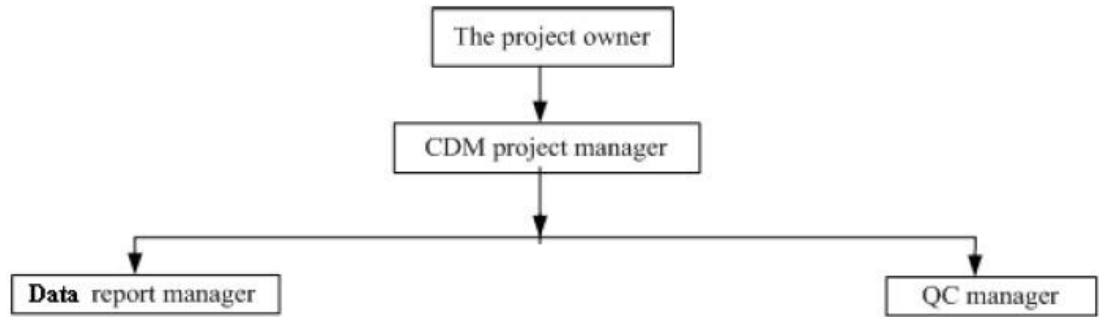 The project owner
CDM project manager
Data report manager
QC manager